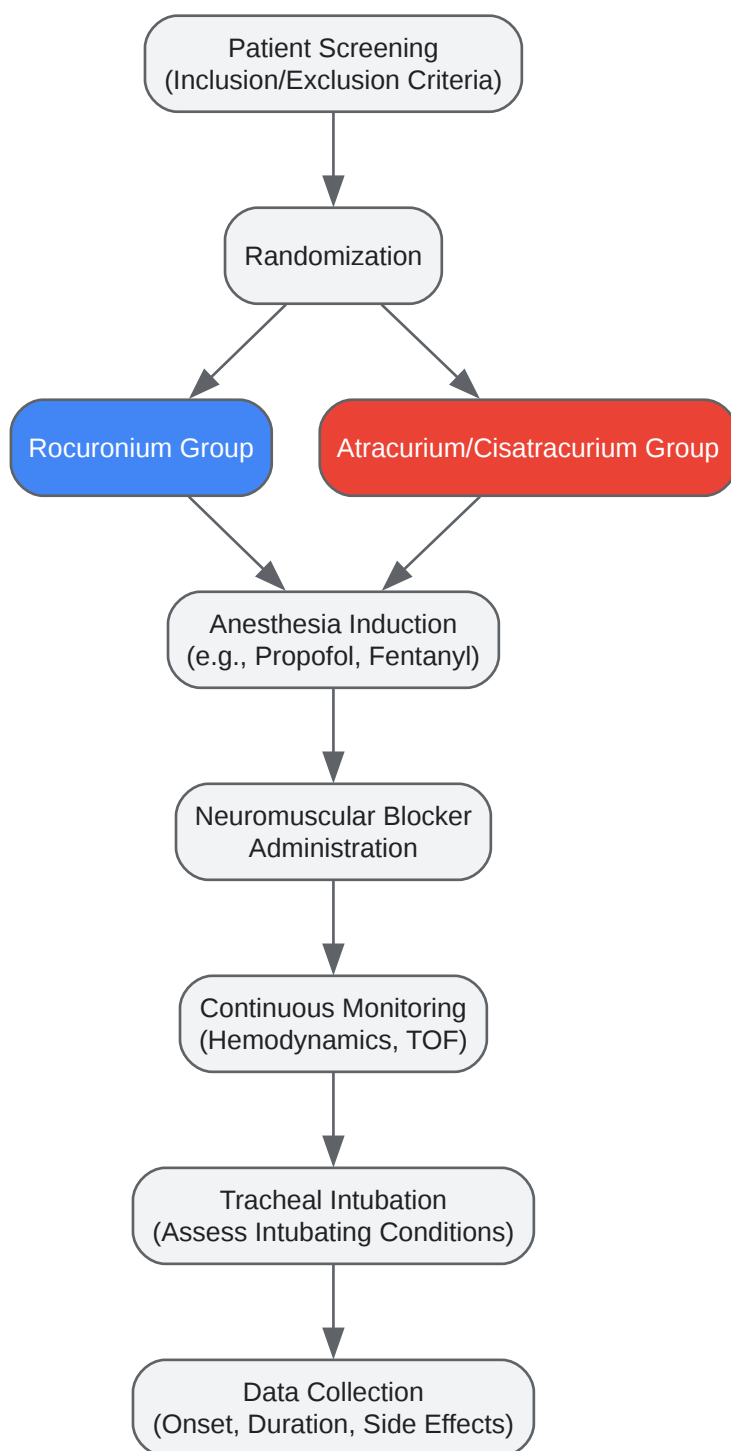 Patient Screening
(Inclusion/Exclusion Criteria)
Randomization
Rocuronium Group
Atracurium/Cisatracurium Group
Anesthesia Induction
(e.g., Propofol, Fentanyl)
Neuromuscular Blocker
Administration
Continuous Monitoring
(Hemodynamics, TOF)
Tracheal Intubation
(Assess Intubating Conditions)
Data Collection
(Onset, Duration, Side Effects)